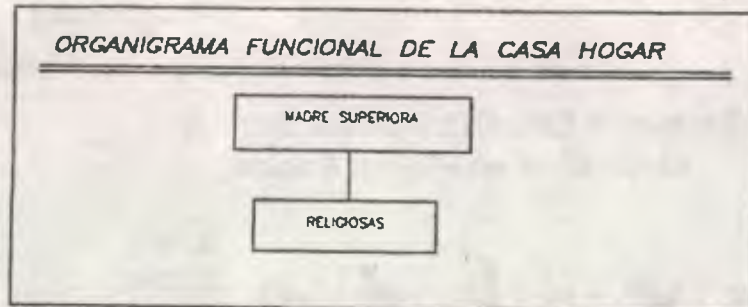 ORGANIGRAMA FUNCIONAL DE LA CASA HOGAR
MADRE SUPERIORA
RELIGIOSAS